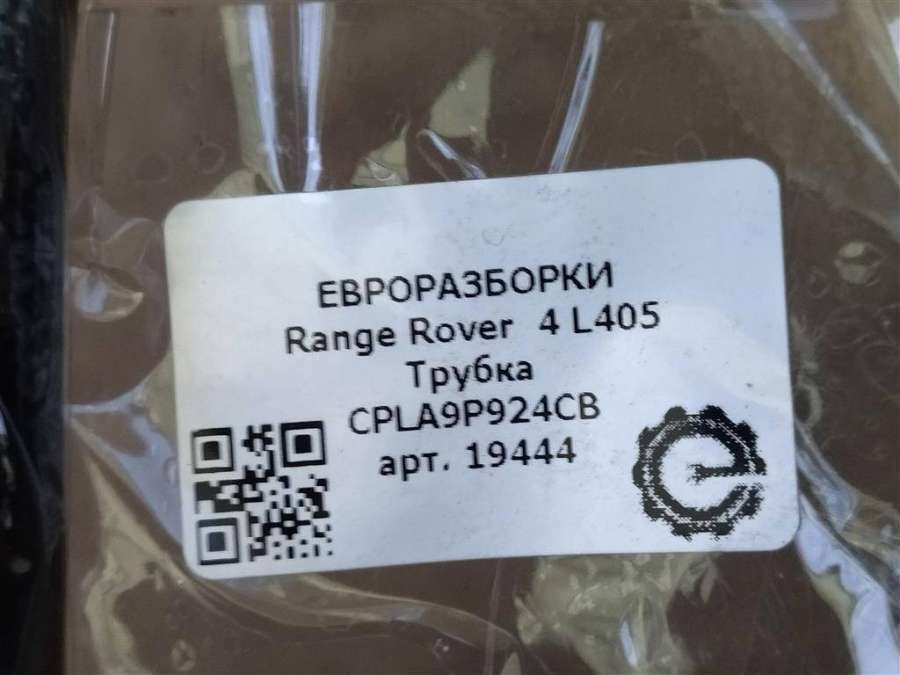 ЕВРОРАЗБОРКИ
Range Rover 4 L405
Трубка
CPLA9P924CB
арт. 19444